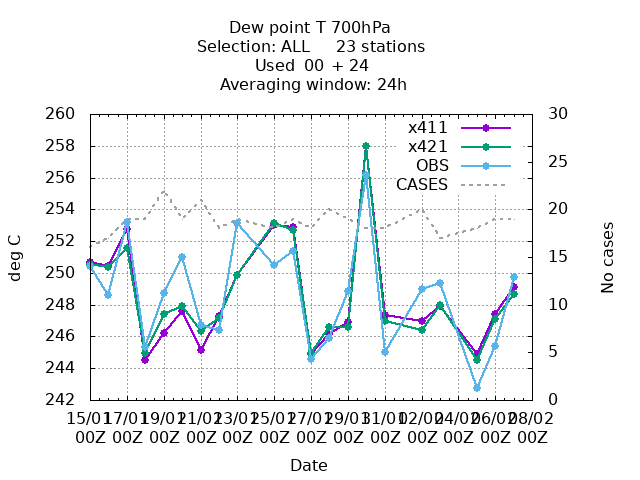 Dew point T 700hPa
Selection: ALL 23 stations
Used 00 + 24
Averaging window: 24h
260 30
258
256 25
254 20
252
250 15
248 10
246
244 5
242 0
x411
x421
OBS
CASES
deg C
No cases
15/01 17/01 19/01 21/01 23/01 25/01 27/01 29/01 31/01 02/02 04/02 06/02 08/02
00Z 00Z 00Z 00Z 00Z 00Z 00Z 00Z 00Z 00Z 00Z 00Z 00Z
Date